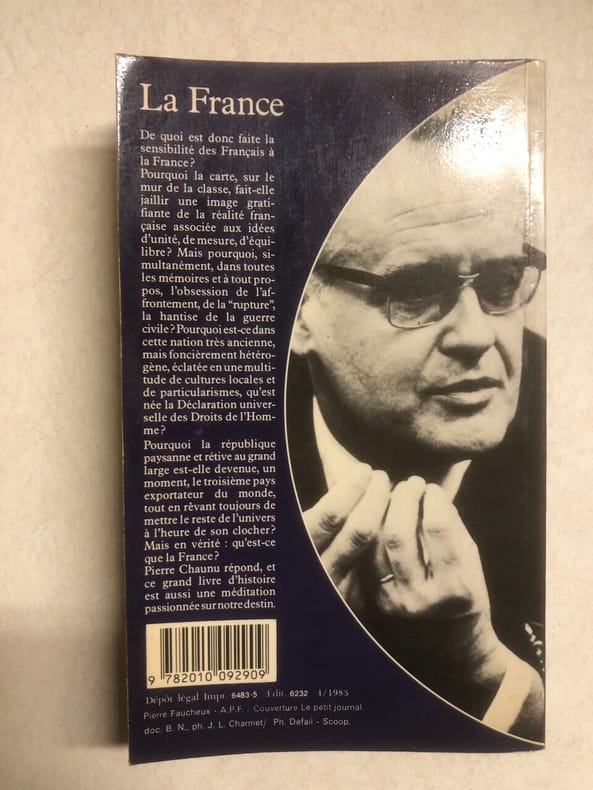 La France
De quoi est donc faite la
sensibilité des Français à
la France?
Pourquoi la carte, sur le
mur de la classe, fait-elle
jaillir une image grati-
fiante de la réalité fran-
çaise associée aux idées
d'unité, de mesure, d'équi-
libre? Mais pourquoi, si-
multanément, dans toutes
les mémoires et à tout pro-
pos, l'obsession de l'af-
frontement, de la "rupture",
la hantise de la guerre
civile? Pourquoi est-ce dans
cette nation très ancienne,
mais foncièrement hétéro-
gène, éclatée en une multi-
tude de cultures locales et
de particularismes, qu'est
née la Déclaration univer-
selle des Droits de l'Hom-
me?
Pourquoi la république
paysanne et rétive au grand
large est-elle devenue, un
moment, le troisième pays
exportateur du monde,
tout en rêvant toujours de
mettre le reste de l'univers
à l'heure de son clocher?
Mais en vérité : qu'est-ce
que la France?
Pierre Chaunu répond, et
ce grand livre d'histoire
est aussi une méditation
passionnée sur notre destin.
9 782010 092909
Dépôt légal Impr. 6483-5 Edit. 6232 4/1983
Pierre Faucheux - A.P.F. / Couverture Le petit journal.
doc. B. N., ph. J. L. Charmet/ Ph. Defail - Scoop.